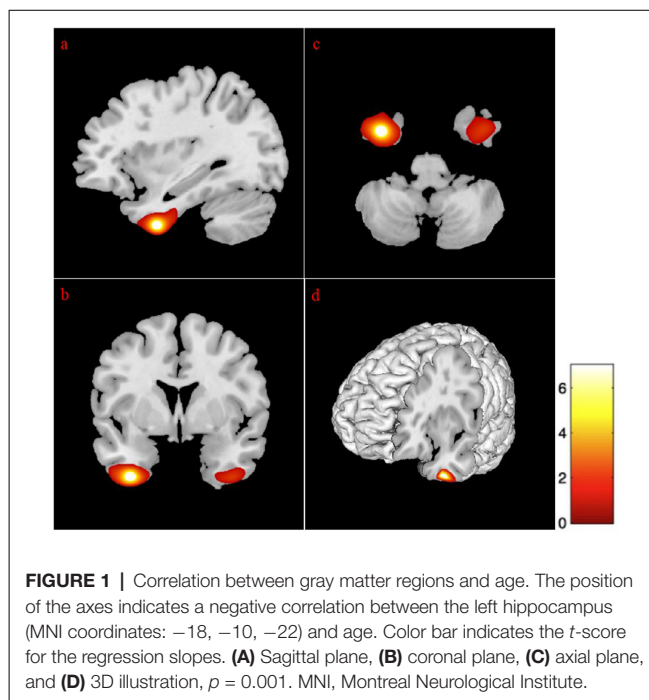 a
c
b
d
6
4
2
0
FIGURE 1 | Correlation between gray matter regions and age. The position
of the axes indicates a negative correlation between the left hippocampus
(MNI coordinates: −18, −10, −22) and age. Color bar indicates the t-score
for the regression slopes. (A) Sagittal plane, (B) coronal plane, (C) axial plane,
and (D) 3D illustration, p = 0.001. MNI, Montreal Neurological Institute.